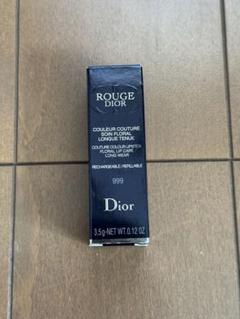 ROUGE
DIOR
COULEUR COUTURE
SOIN FLORAL
LONGUE TENUE
COUTURE COLOUR LIPSTICK
FLORAL LIP CARE
LONG WEAR
RECHARGEABLE/REFILLABLE
999
Dior
3,5g-NET WT. 0.12 OZ